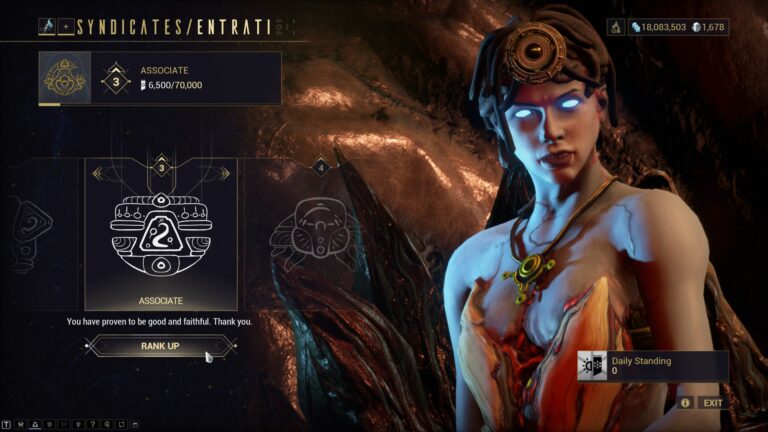 SYNDICATES/ENTRATI
18,083,503 1,678
3 ASSOCIATE
6,500/70,000
3 4
ASSOCIATE
You have proven to be good and faithful. Thank you.
RANK UP
Daily Standing
0
EXIT